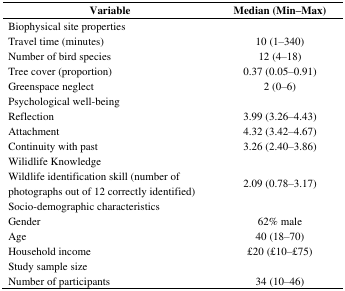 Variable Median (Min–Max)
Biophysical site properties
Travel time (minutes) 10 (1–340)
Number of bird species 12 (4–18)
Tree cover (proportion) 0.37 (0.05–0.91)
Greenspace neglect 2 (0–6)
Psychological well-being
Reflection 3.99 (3.26–4.43)
Attachment 4.32 (3.42–4.67)
Continuity with past 3.26 (2.40–3.86)
Wilidlife Knowledge
Wildlife identification skill (number of
photographs out of 12 correctly identified) 2.09 (0.78–3.17)
Socio-demographic characteristics
Gender 62% male
Age 40 (18–70)
Household income £20 (£10–£75)
Study sample size
Number of participants 34 (10–46)